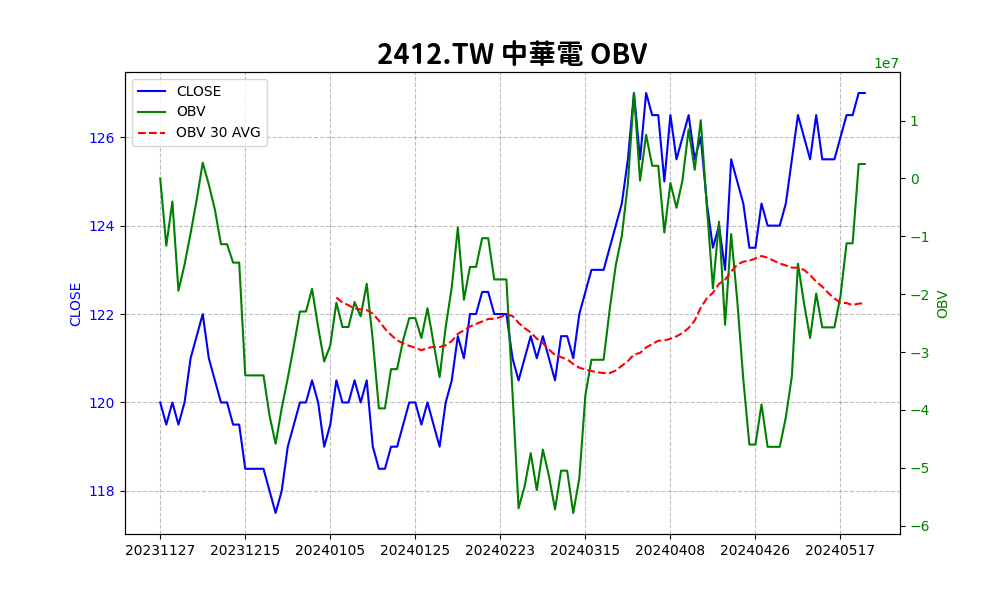 2412.TW 中華電 OBV
1e7
CLOSE
OBV
OBV 30 AVG
126
124
122
120
118
CLOSE
1
0
−1
−2
−3
−4
−5
−6
OBV
20231127 20231215 20240105 20240125 20240223 20240315 20240408 20240426 20240517